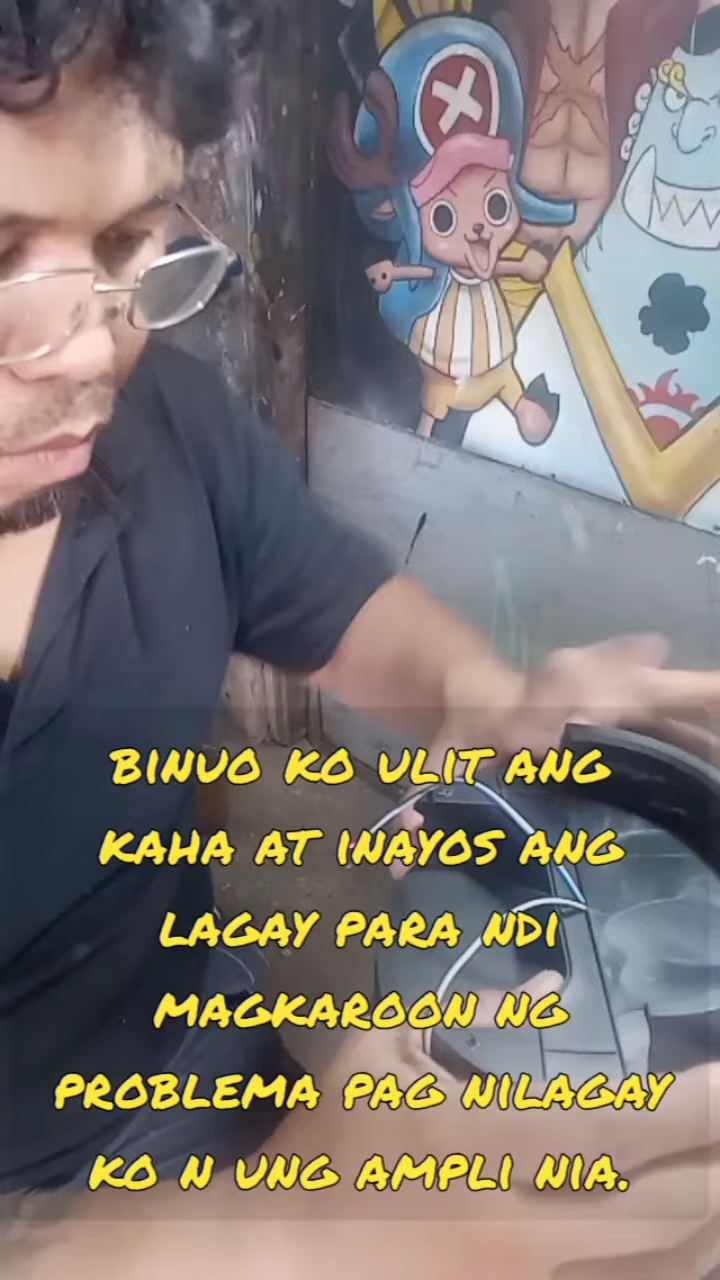 BINUO KO ULIT ANG
KAHA AT INAYOS ANG
LAGAY PARA NDI
MAGKAROON NG
PROBLEMA PAG NILAGAY
KO N UNG AMPLI NIA.